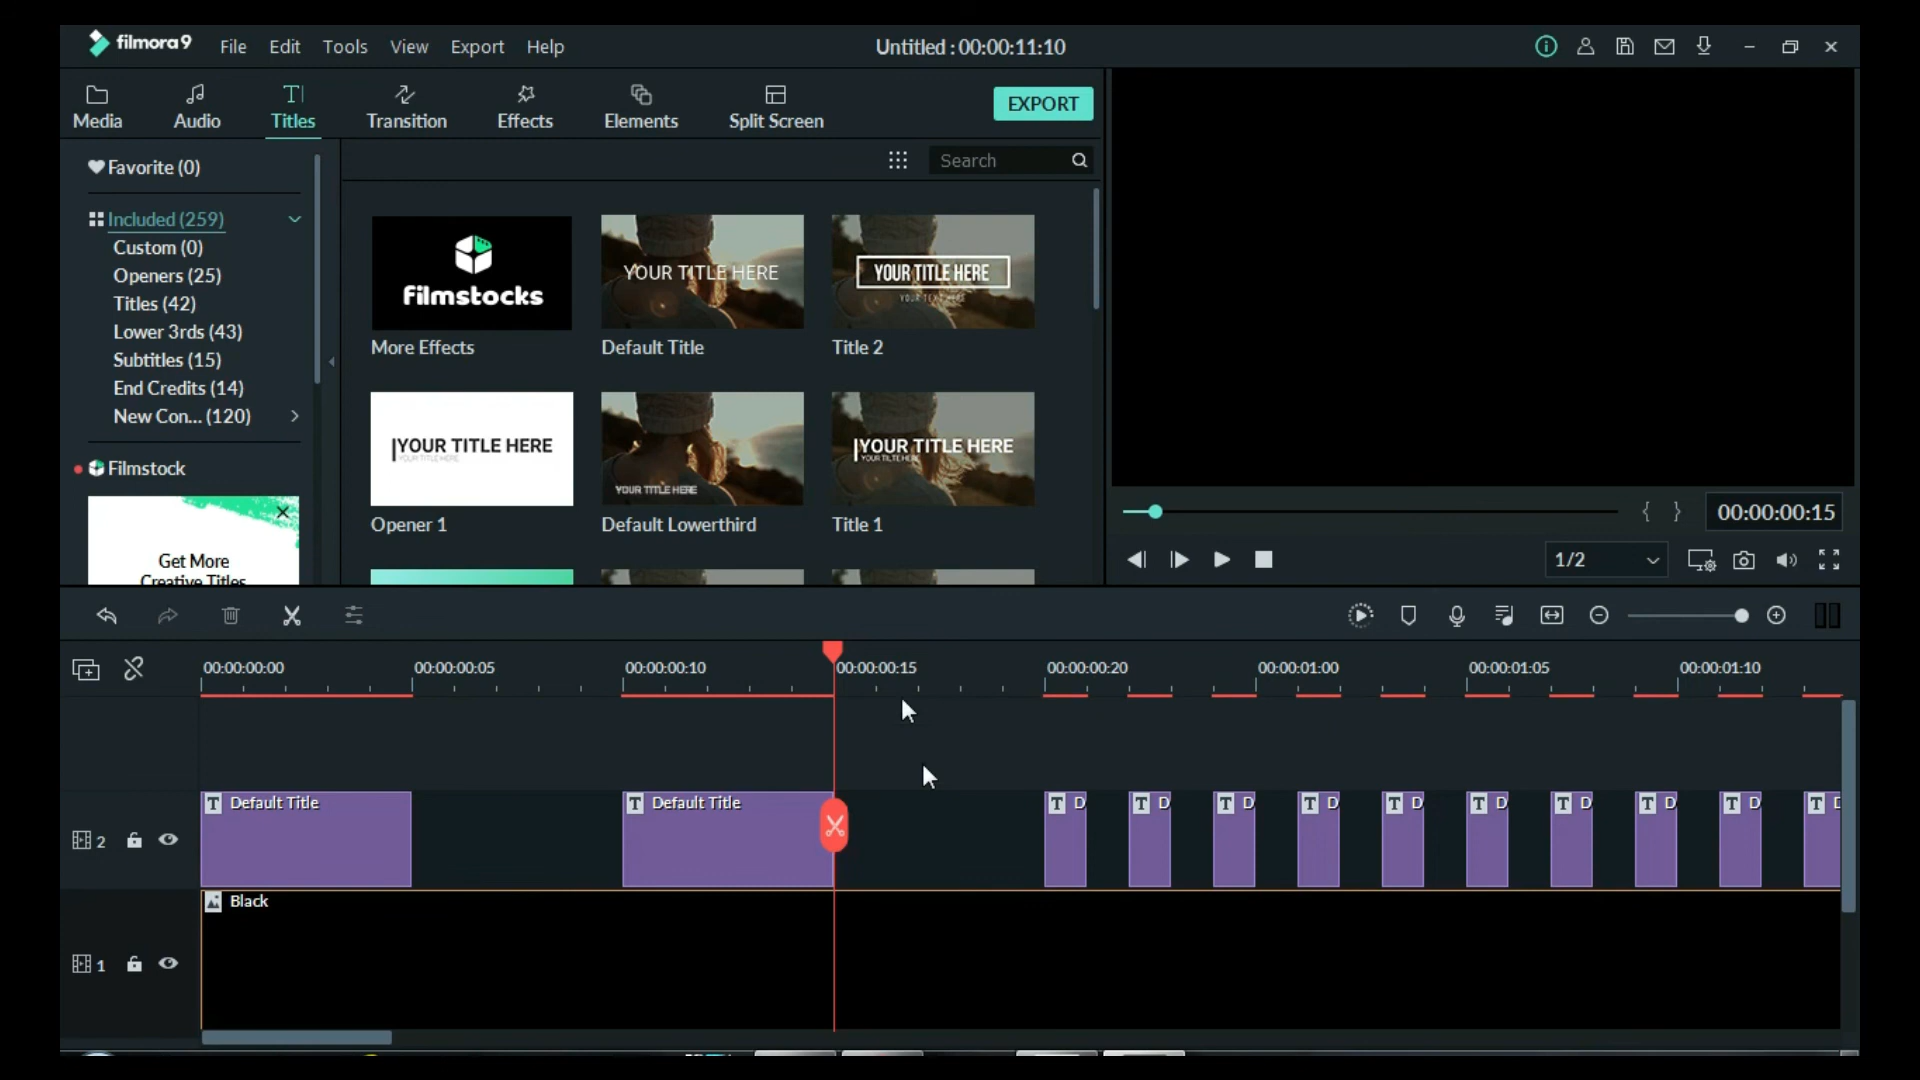 filmora9 File Edit Tools View Export Help Untitled : 00:00:11:10
Media Audio Titles Transition Effects Elements Split Screen EXPORT
Favorite (0)
Search
Included (259)
Custom (0)
Openers (25)
Titles (42)
Lower 3rds (43)
Subtitles (15)
End Credits (14)
New Con... (120)
Filmstock
Get More
Creative Titles
filmstocks
More Effects
YOUR TITLE HERE
Default Title
YOUR TITLE HERE
YOUR TEXT HERE
Title 2
YOUR TITLE HERE
YOUR TITLE HERE
Opener 1
YOUR TITLE HERE
Default Lowerthird
YOUR TITLE HERE
YOUR TILTE HERE
Title 1
00:00:00:15
1/2
00:00:00:00 00:00:00:05 00:00:00:10 00:00:00:15 00:00:00:20 00:00:01:00 00:00:01:05 00:00:01:10
T Default Title T Default Title T D T D T D T D T D T D T D T D T D T
2
Black
1